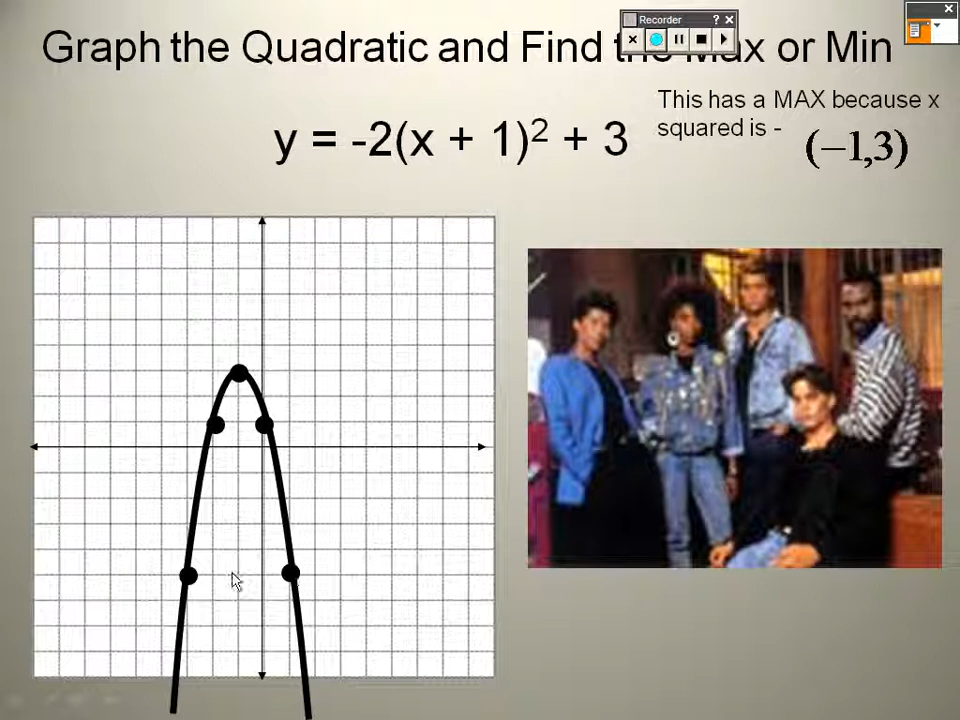 Recorder
Graph the Quadratic and Find the Max or Min
This has a MAX because x
squared is -
y = -2(x + 1)² + 3
(−1,3)